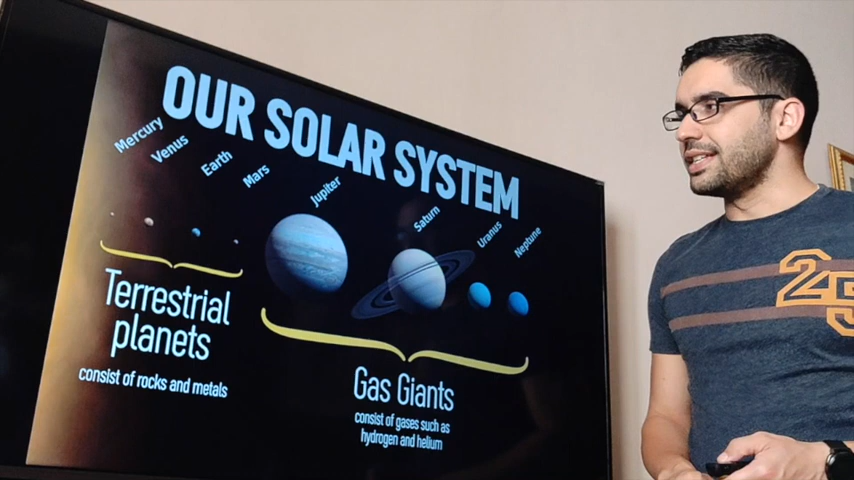 OUR SOLAR SYSTEM
Mercury
Venus
Earth
Mars
Jupiter
Saturn
Uranus
Neptune
Terrestrial
planets
consist of rocks and metals
Gas Giants
consist of gases such as
hydrogen and helium
25